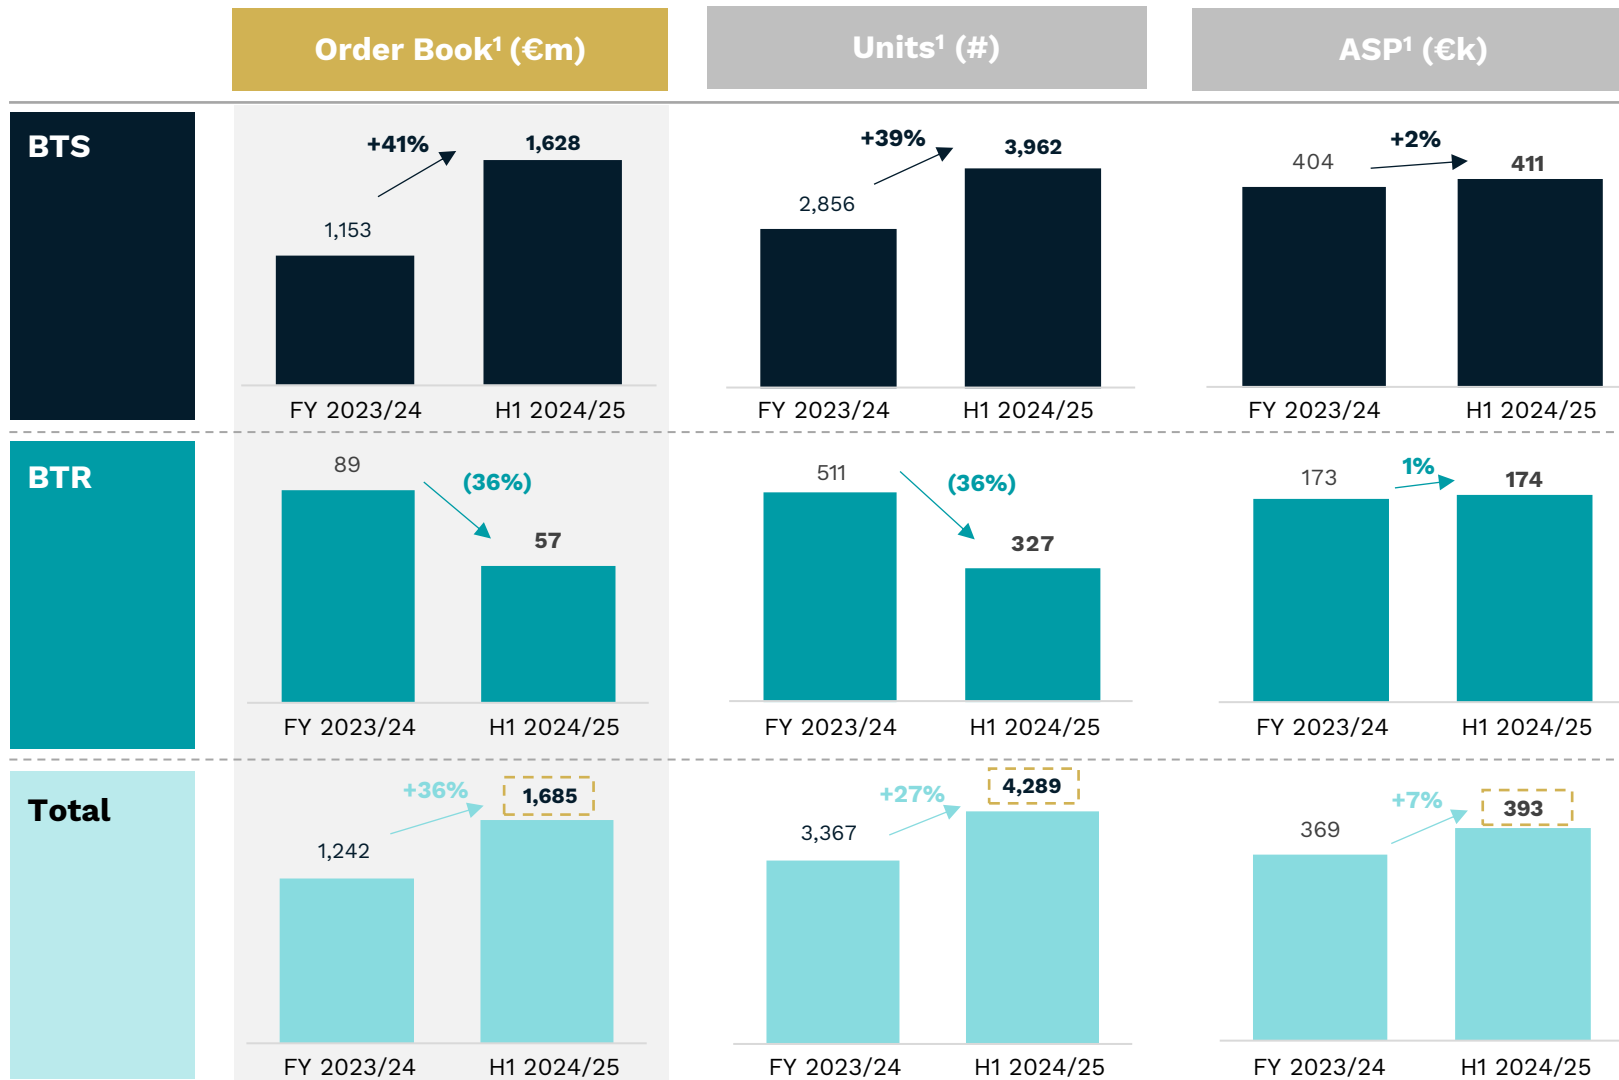 Order Book¹ (€m)
Units¹ (#)
ASP¹ (€k)
BTS
+41%
1,628
1,153
FY 2023/24
H1 2024/25
+39%
3,962
2,856
FY 2023/24
H1 2024/25
+2%
404
411
FY 2023/24
H1 2024/25
BTR
89
(36%)
57
FY 2023/24
H1 2024/25
511
(36%)
327
FY 2023/24
H1 2024/25
173
1%
174
FY 2023/24
H1 2024/25
Total
+36%
1,685
1,242
FY 2023/24
H1 2024/25
+27%
4,289
3,367
FY 2023/24
H1 2024/25
+7%
393
369
FY 2023/24
H1 2024/25